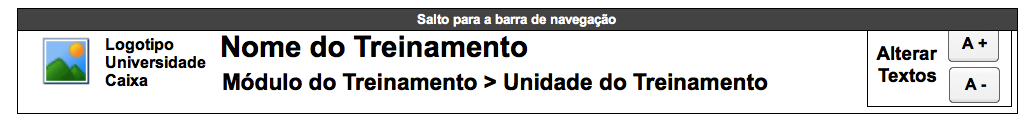 Salto para a barra de navegação
Logotipo
Universidade
Caixa
Nome do Treinamento
Módulo do Treinamento > Unidade do Treinamento
Alterar
Textos
A +
A -